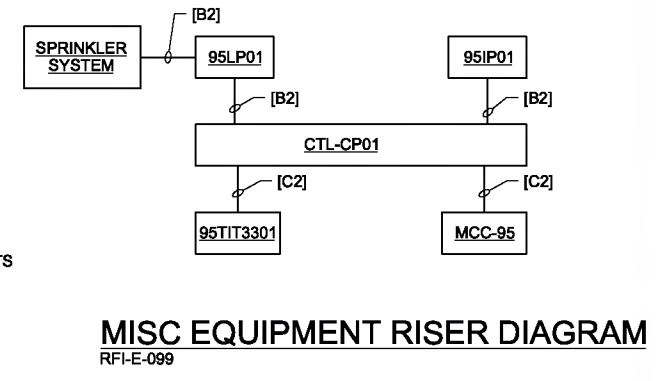 [B2]
SPRINKLER
SYSTEM
95LP01
95IP01
[B2]
[B2]
CTL-CP01
[C2]
[C2]
95TIT3301
MCC-95
TS
MISC EQUIPMENT RISER DIAGRAM
RFI-E-099